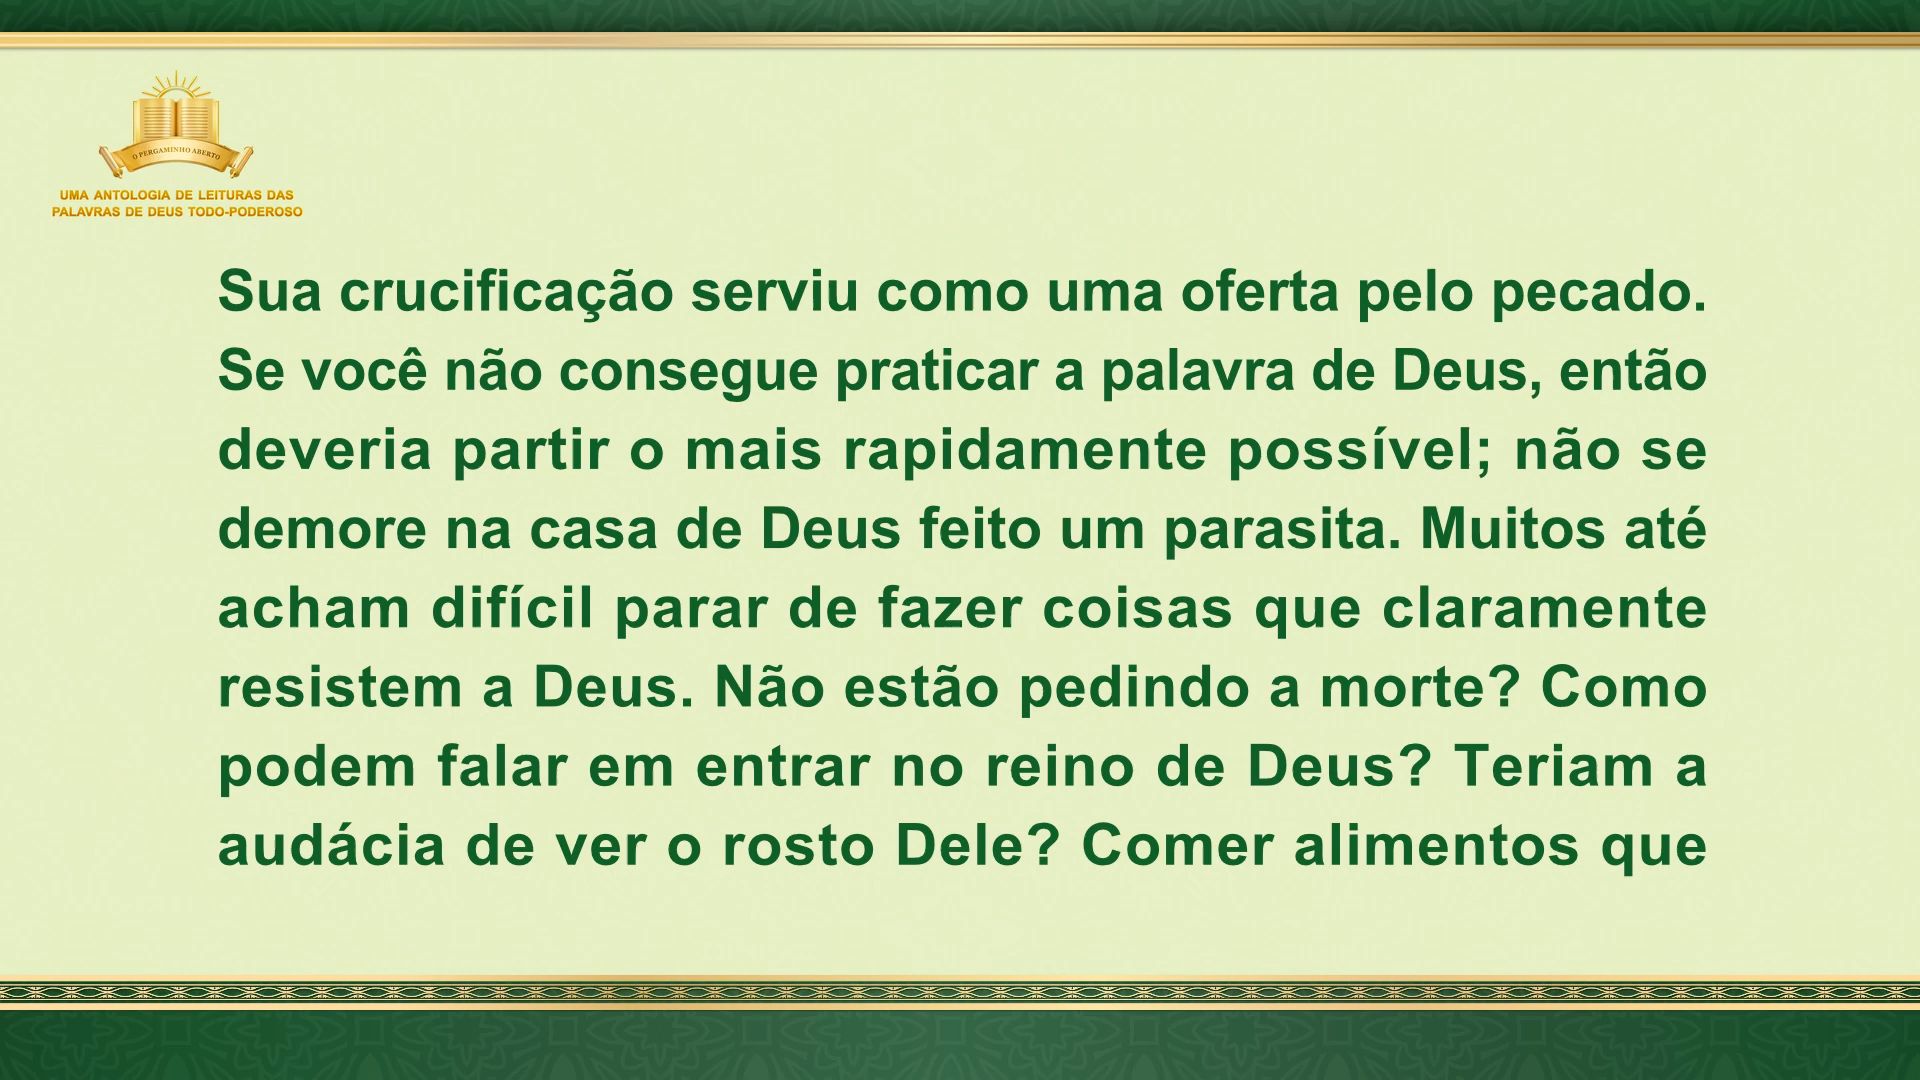 O PERGAMINHO ABERTO
UMA ANTOLOGIA DE LEITURAS DAS
PALAVRAS DE DEUS TODO-PODEROSO
Sua crucificação serviu como uma oferta pelo pecado.
Se você não consegue praticar a palavra de Deus, então
deveria partir o mais rapidamente possível; não se
demore na casa de Deus feito um parasita. Muitos até
acham difícil parar de fazer coisas que claramente
resistem a Deus. Não estão pedindo a morte? Como
podem falar em entrar no reino de Deus? Teriam a
audácia de ver o rosto Dele? Comer alimentos que